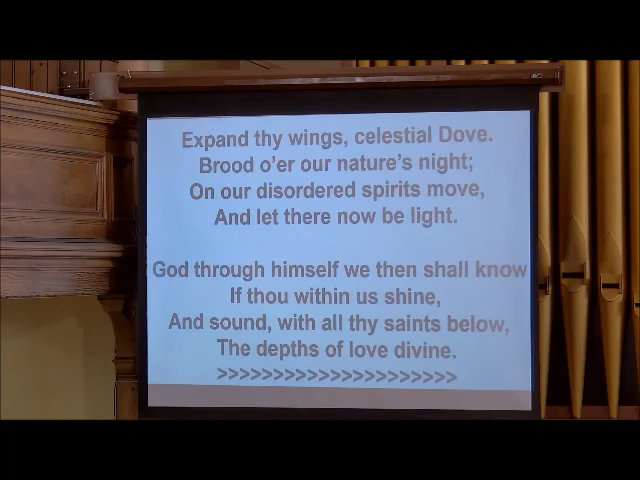 Expand thy wings, celestial Dove.
Brood o'er our nature's night;
On our disordered spirits move,
And let there now be light.
God through himself we then shall know
If thou within us shine,
And sound, with all thy saints below,
The depths of love divine.
>>>>>>>>>>>>>>>>>>>>>